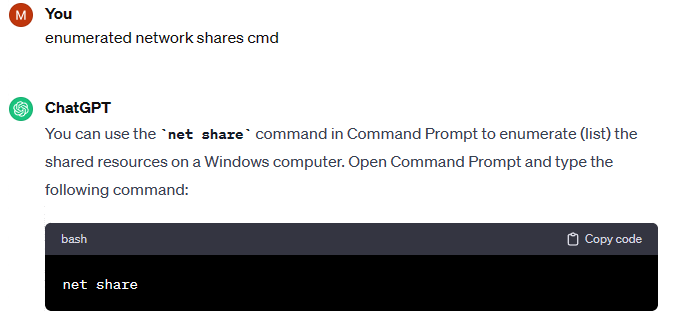 M You
enumerated network shares cmd
ChatGPT
You can use the `net share` command in Command Prompt to enumerate (list) the
shared resources on a Windows computer. Open Command Prompt and type the
following command:
bash Copy code
net share